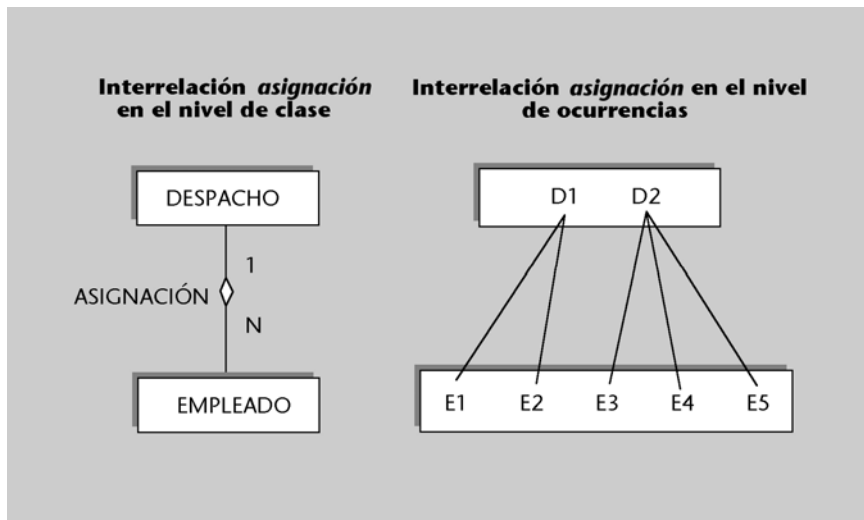 Interrelación asignación
en el nivel de clase
DESPACHO
1
ASIGNACIÓN
N
EMPLEADO
Interrelación asignación en el nivel
de ocurrencias
D1 D2
E1 E2 E3 E4 E5